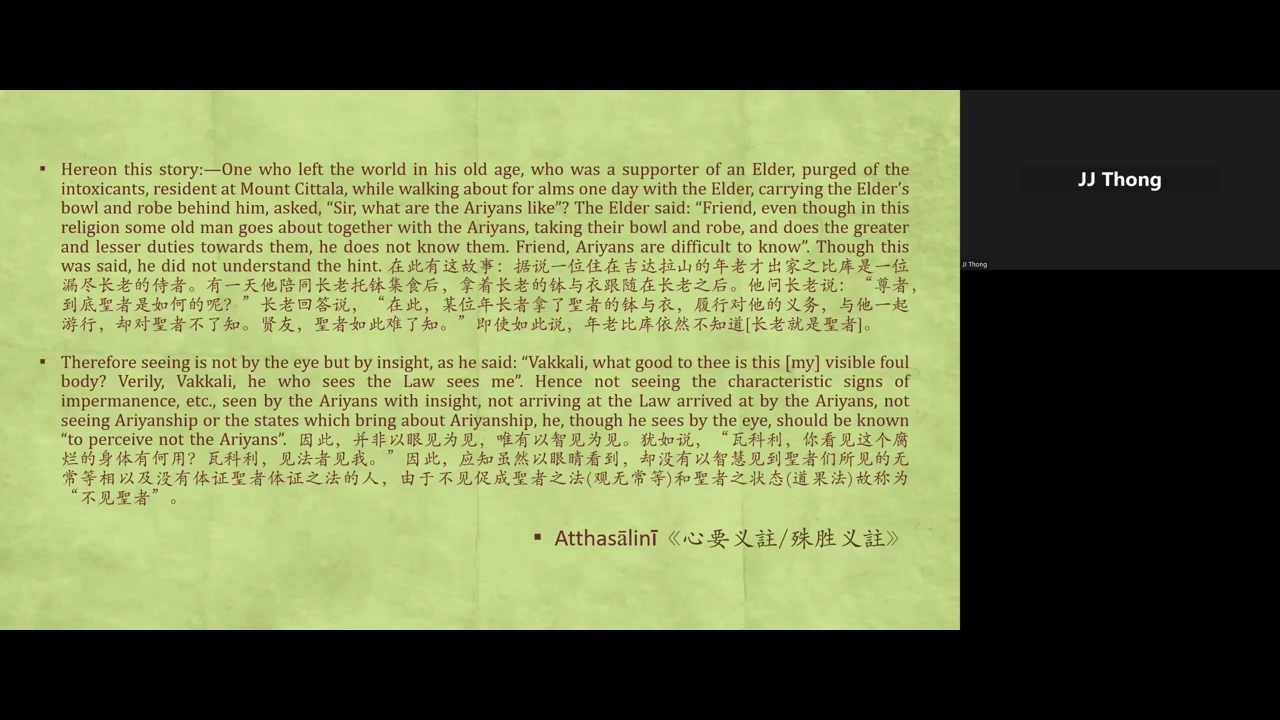 ▪ Hereon this story:—One who left the world in his old age, who was a supporter of an Elder, purged of the
intoxicants, resident at Mount Cittala, while walking about for alms one day with the Elder, carrying the Elder's
bowl and robe behind him, asked, “Sir, what are the Ariyans like”? The Elder said: “Friend, even though in this
religion some old man goes about together with the Ariyans, taking their bowl and robe, and does the greater
and lesser duties towards them, he does not know them. Friend, Ariyans are difficult to know”. Though this
was said, he did not understand the hint. 在此有这故事：据说一位住在吉达拉山的年老才出家之比库是一位
漏尽长老的侍者。有一天他陪同长老托钵集食后，拿着长老的钵与衣跟随在长老之后。他问长老说：“尊者，
到底聖者是如何的呢？”长老回答说，“在此，某位年长者拿了聖者的钵与衣，履行对他的义务，与他一起
游行，却对聖者不了知。贤友，聖者如此难了知。”即使如此说，年老比库依然不知道[长老就是聖者]。
▪ Therefore seeing is not by the eye but by insight, as he said: “Vakkali, what good to thee is this [my] visible foul
body? Verily, Vakkali, he who sees the Law sees me”. Hence not seeing the characteristic signs of
impermanence, etc., seen by the Ariyans with insight, not arriving at the Law arrived at by the Ariyans, not
seeing Ariyanship or the states which bring about Ariyanship, he, though he sees by the eye, should be known
“to perceive not the Ariyans”. 因此，并非以眼见为见，唯有以智见为见。犹如说，“瓦科利，你看见这个腐
烂的身体有何用？瓦科利，见法者见我。”因此，应知虽然以眼睛看到，却没有以智慧见到聖者们所见的无
常等相以及没有体证聖者体证之法的人，由于不见促成聖者之法(观无常等)和聖者之状态(道果法)故称为
“不见聖者”。
▪ Atthasālinī《心要义註/殊胜义註》
JJ Thong
JJ Thong